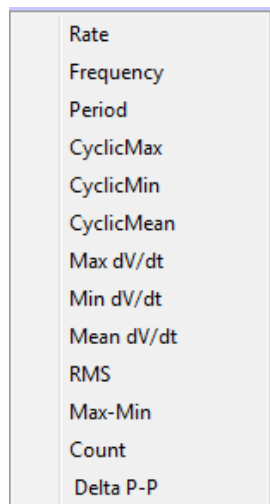 Rate
Frequency
Period
CyclicMax
CyclicMin
CyclicMean
Max dV/dt
Min dV/dt
Mean dV/dt
RMS
Max-Min
Count
Delta P-P